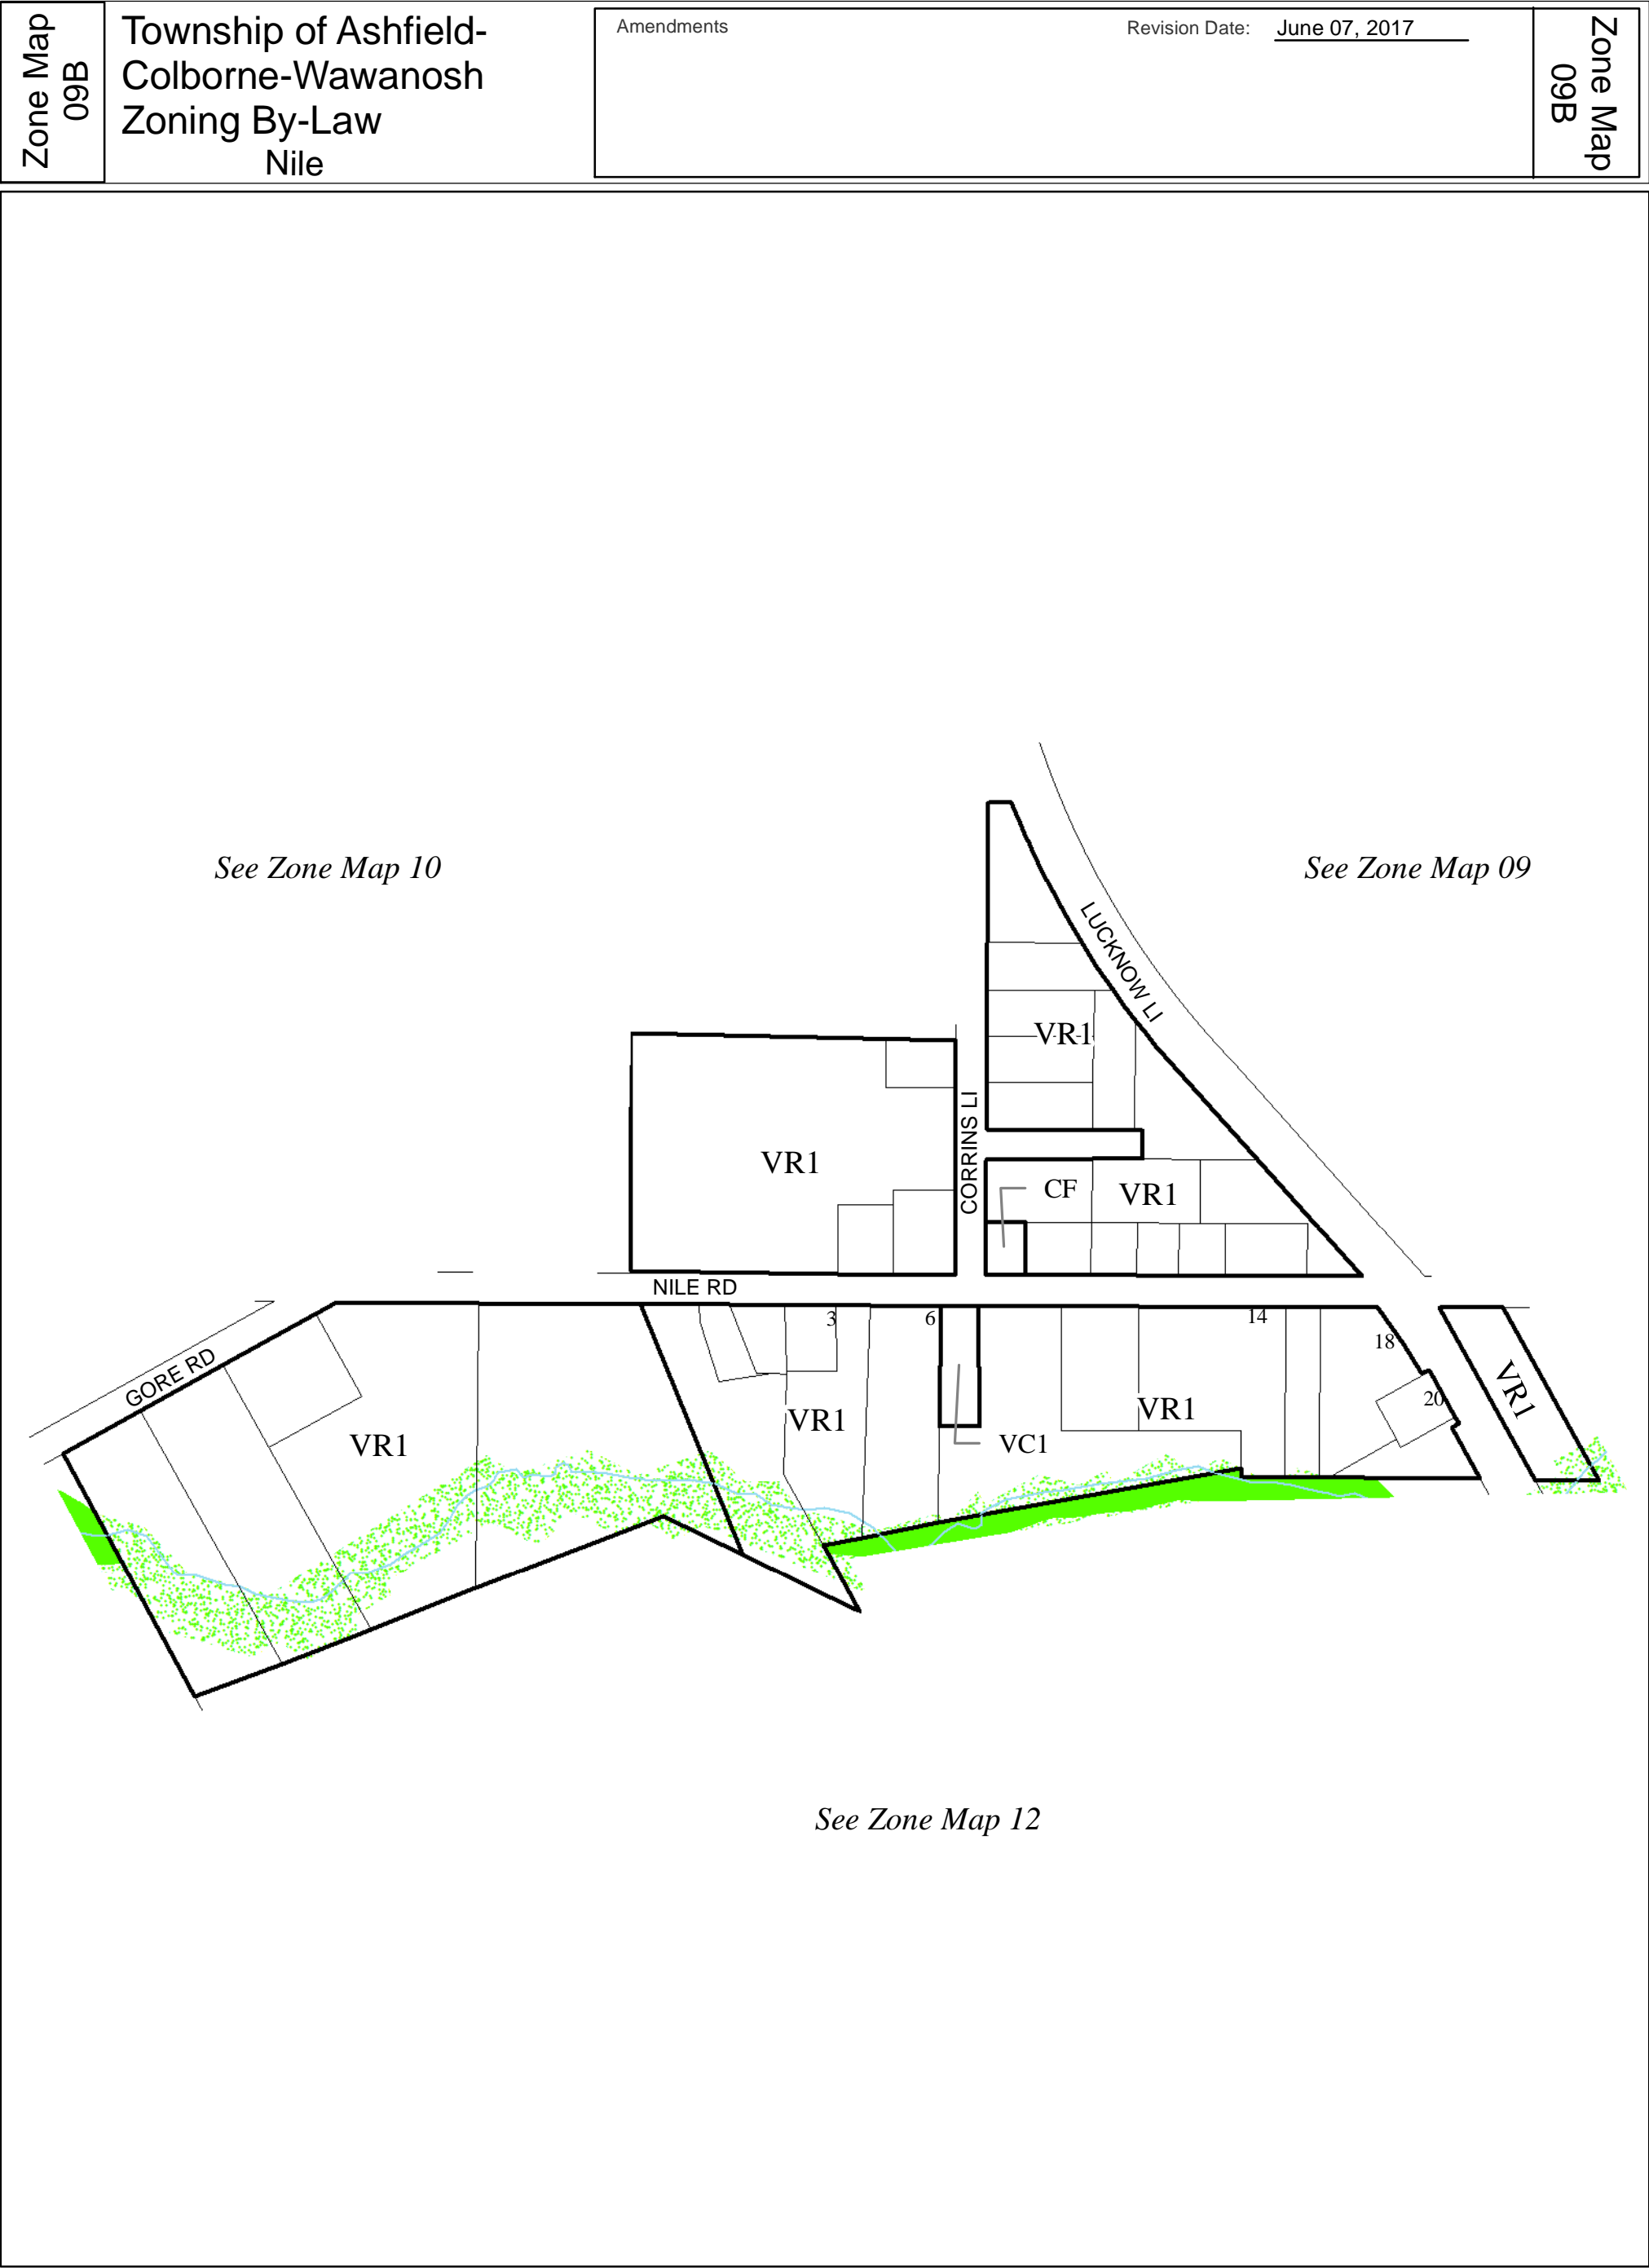 Zone Map
09B
Township of Ashfield-
Colborne-Wawanosh
Zoning By-Law
Nile
Amendments
Revision Date: June 07, 2017
Zone Map
09B
See Zone Map 10
See Zone Map 09
LUCKNOW LI
VR1
CORRINS LI
VR1
CF
VR1
NILE RD
3
6
14
18
GORE RD
20
VR1
VR1
VR1
VR1
VC1
See Zone Map 12